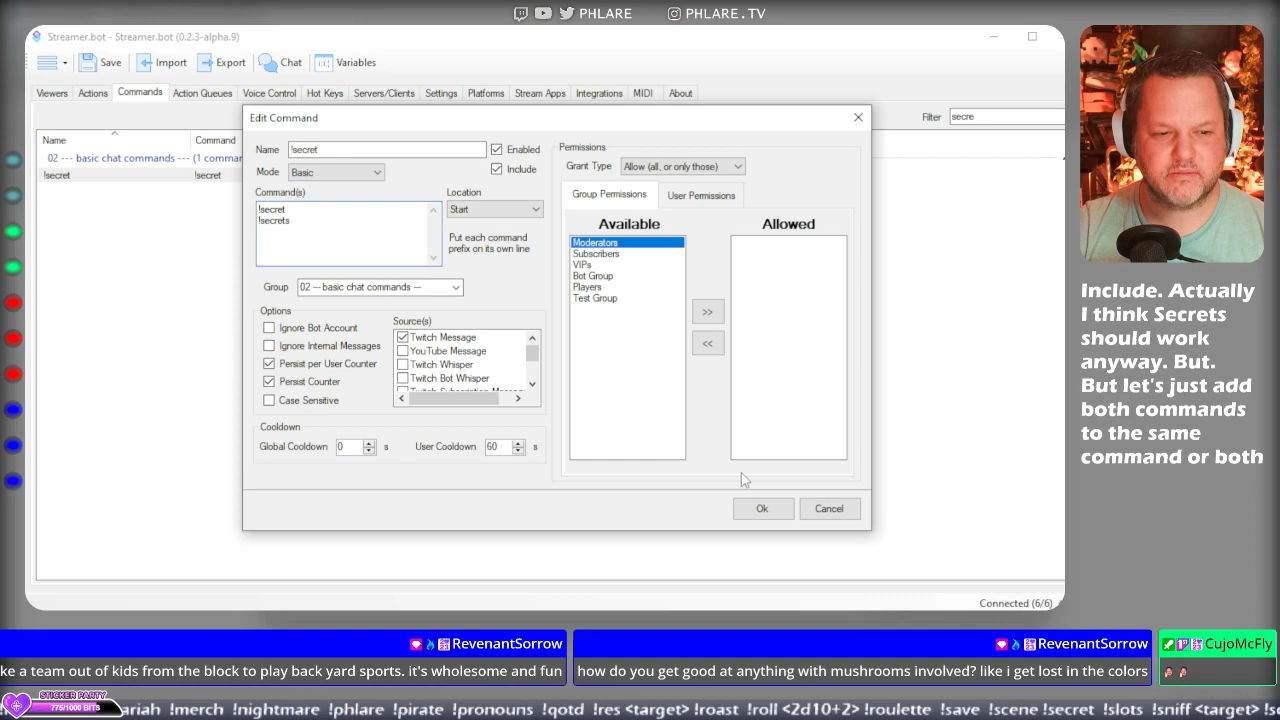 PHLARE
PHLARE.TV
Streamer.bot - Streamer.bot (0.2.3-alpha.9)
Save
Import
Export
Chat
Variables
Viewers
Actions
Commands
Action Queues
Voice Control
Hot Keys
Servers/Clients
Settings
Platforms
Stream Apps
Integrations
MIDI
About
Filter
secre
Name
Command
02 --- basic chat commands --- (1 commar
!secret
!secret
Edit Command
Name
!secret
Enabled
Mode
Basic
Include
Command(s)
!secret
!secrets
Location
Start
Put each command
prefix on its own line
Group
02 --- basic chat commands ---
Options
Ignore Bot Account
Ignore Internal Messages
Persist per User Counter
Persist Counter
Case Sensitive
Source(s)
Twitch Message
YouTube Message
Twitch Whisper
Twitch Bot Whisper
Cooldown
Global Cooldown
0
s
User Cooldown
60
s
Permissions
Grant Type
Allow (all, or only those)
Group Permissions
User Permissions
Available
Allowed
Moderators
Subscribers
VIPs
Bot Group
Players
Test Group
>>
<<
Ok
Cancel
Connected (6/6)
Include. Actually
I think Secrets
should work
anyway. But.
But let's just add
both commands
to the same
command or both
RevenantSorrow
ke a team out of kids from the block to play back yard sports. it's wholesome and fun
RevenantSorrow
how do you get good at anything with mushrooms involved? like i get lost in the colors
CujoMcFly
STICKER PARTY
775/1000 BITS
ariah !merch !nightmare !phlare !pirate !pronouns !qotd !res <target> !roast !roll <2d10+2> !roulette !save !scene !secret !slots !sniff <target>